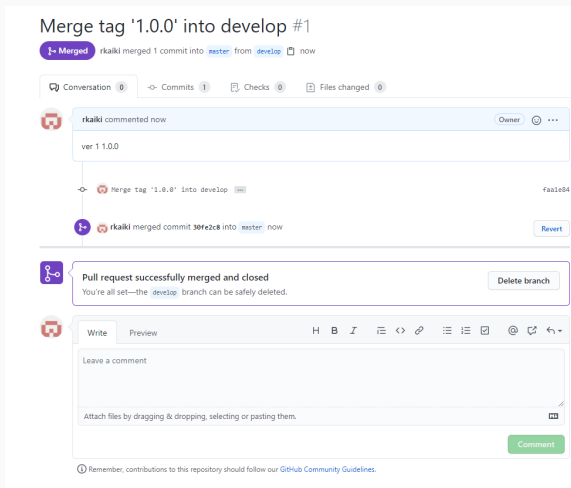 Merge tag '1.0.0' into develop #1
Merged rkaiki merged 1 commit into master from develop now
Conversation 0 Commits 1 Checks 0 Files changed 0
rkaiki commented now Owner
ver 1 1.0.0
Merge tag '1.0.0' into develop faa1e84
rkaiki merged commit 30fe2c8 into master now Revert
Pull request successfully merged and closed
You're all set—the develop branch can be safely deleted.
Delete branch
Write Preview H B I
Leave a comment
Attach files by dragging & dropping, selecting or pasting them.
Comment
Remember, contributions to this repository should follow our GitHub Community Guidelines.